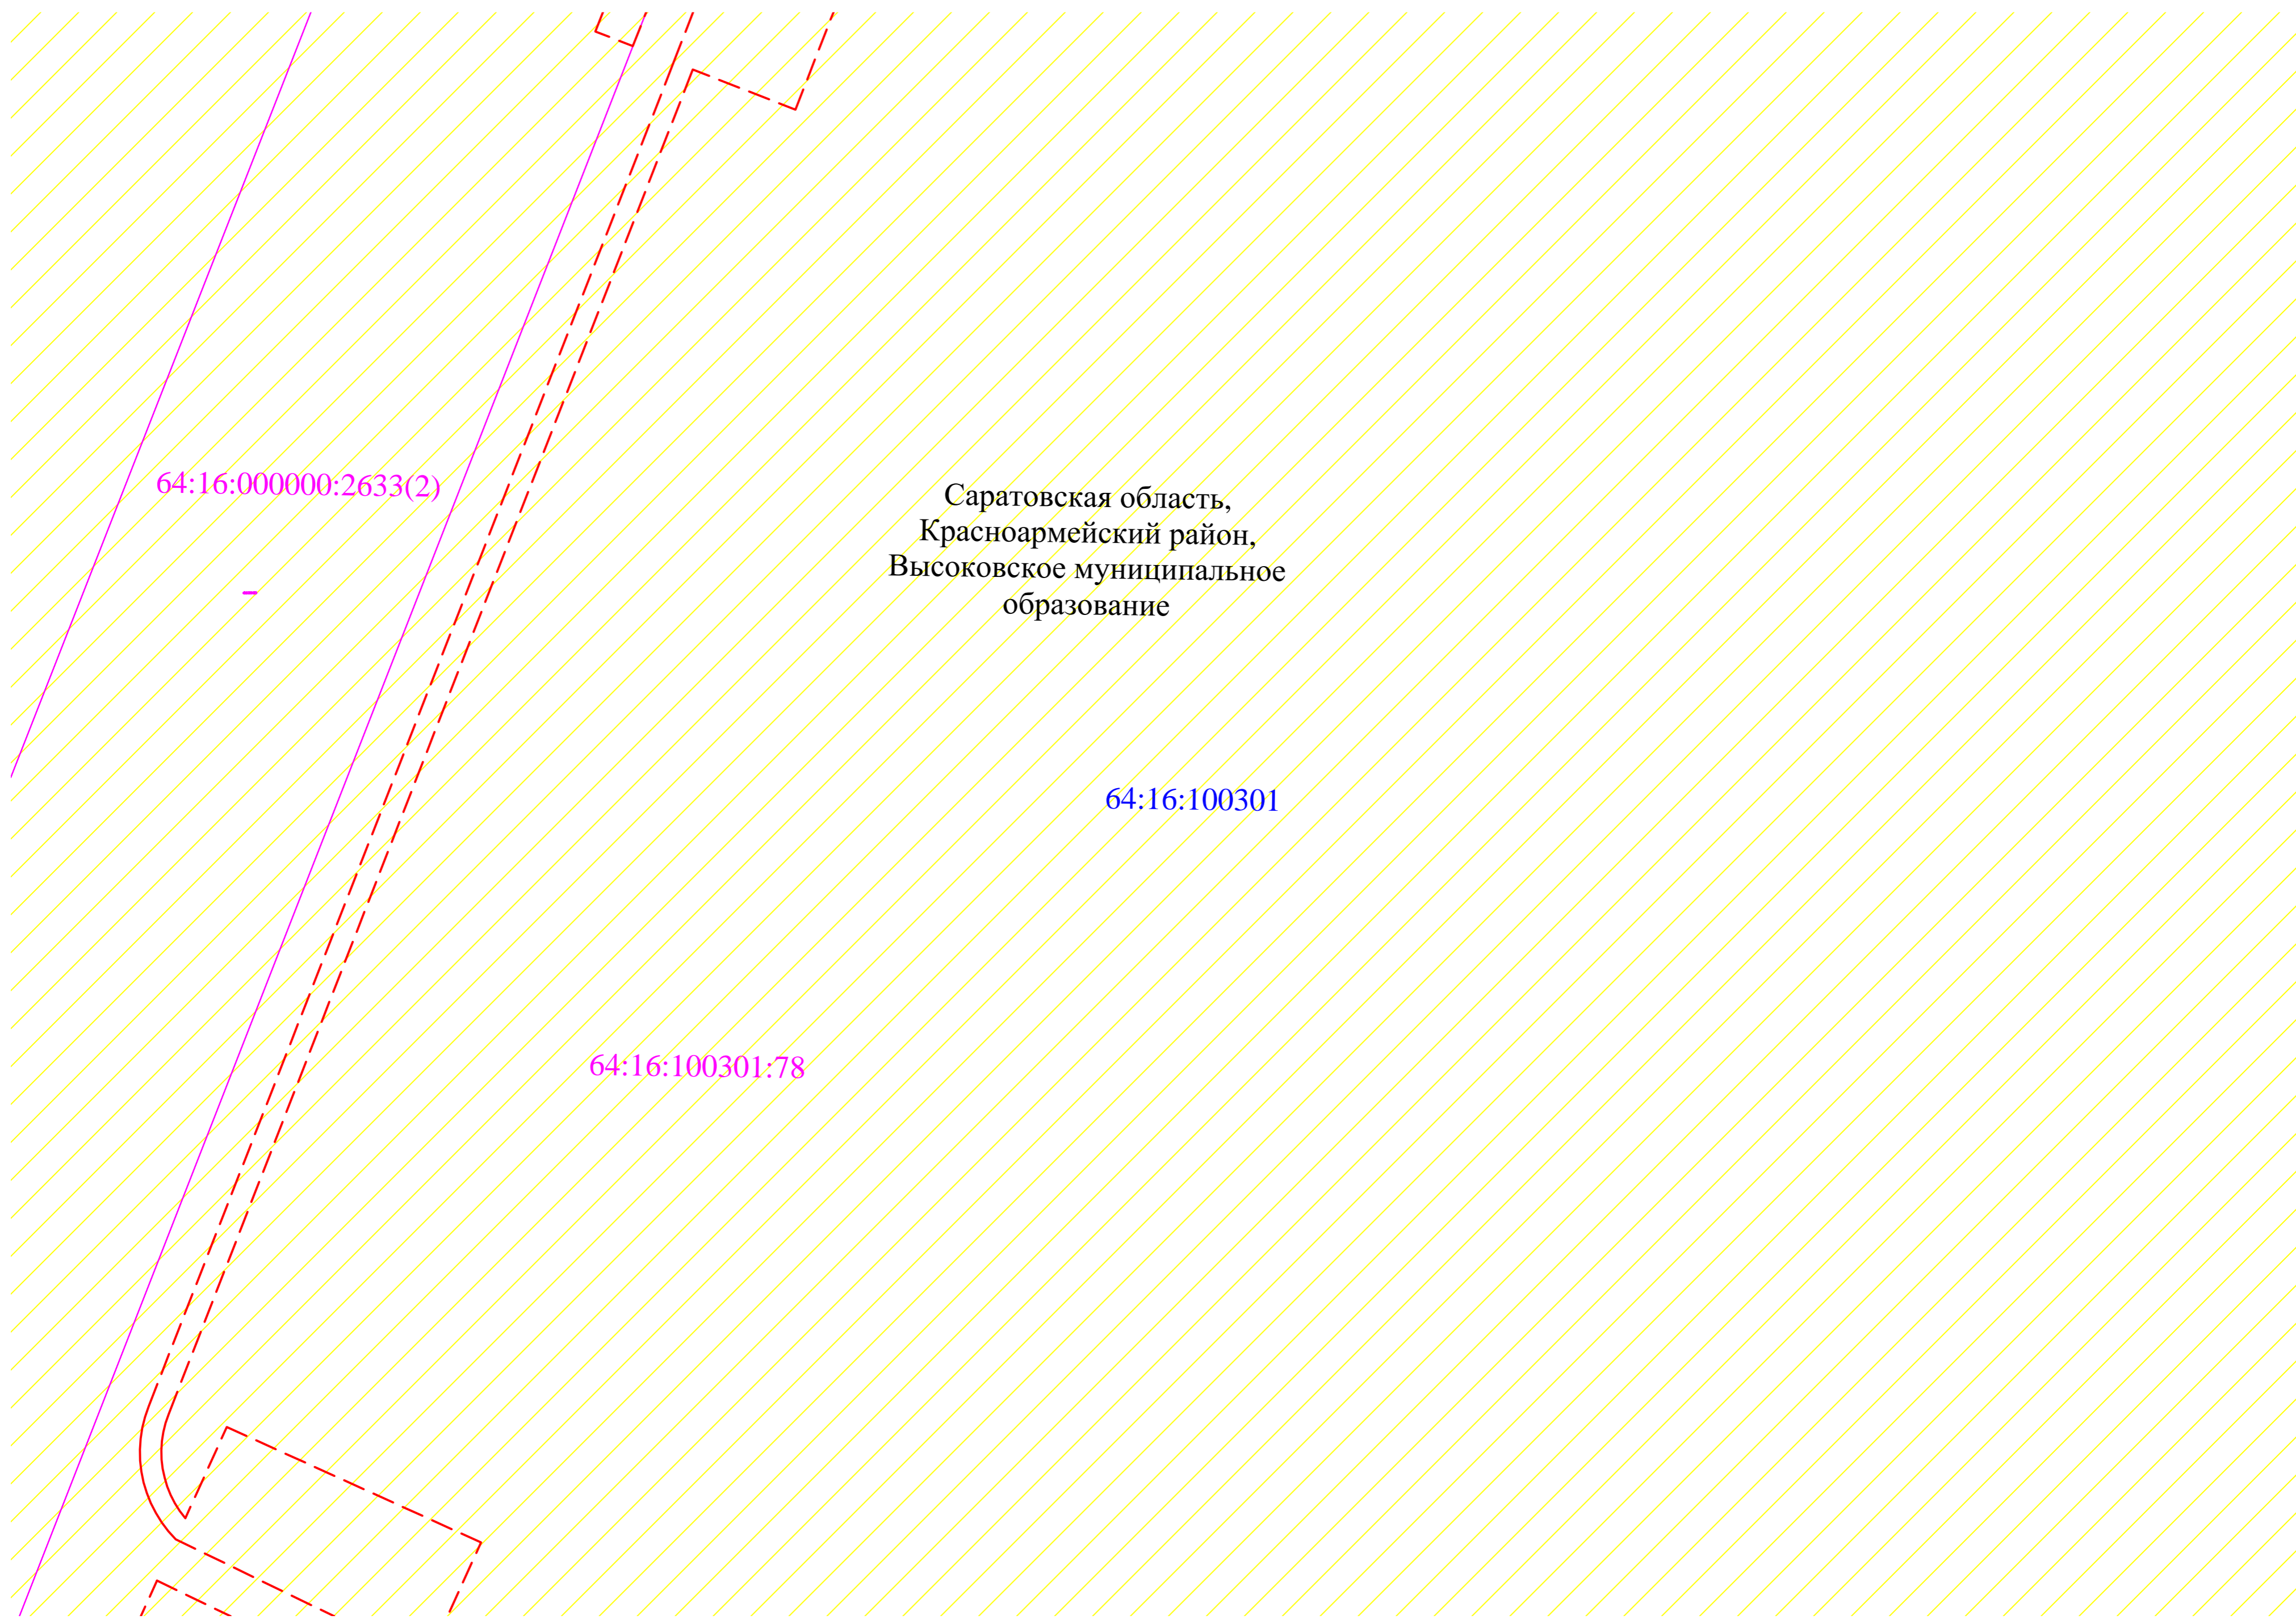 64:16:000000:2633(2)
Саратовская область,
Красноармейский район,
Высоковское муниципальное
образование
64:16:100301
64:16:100301:78